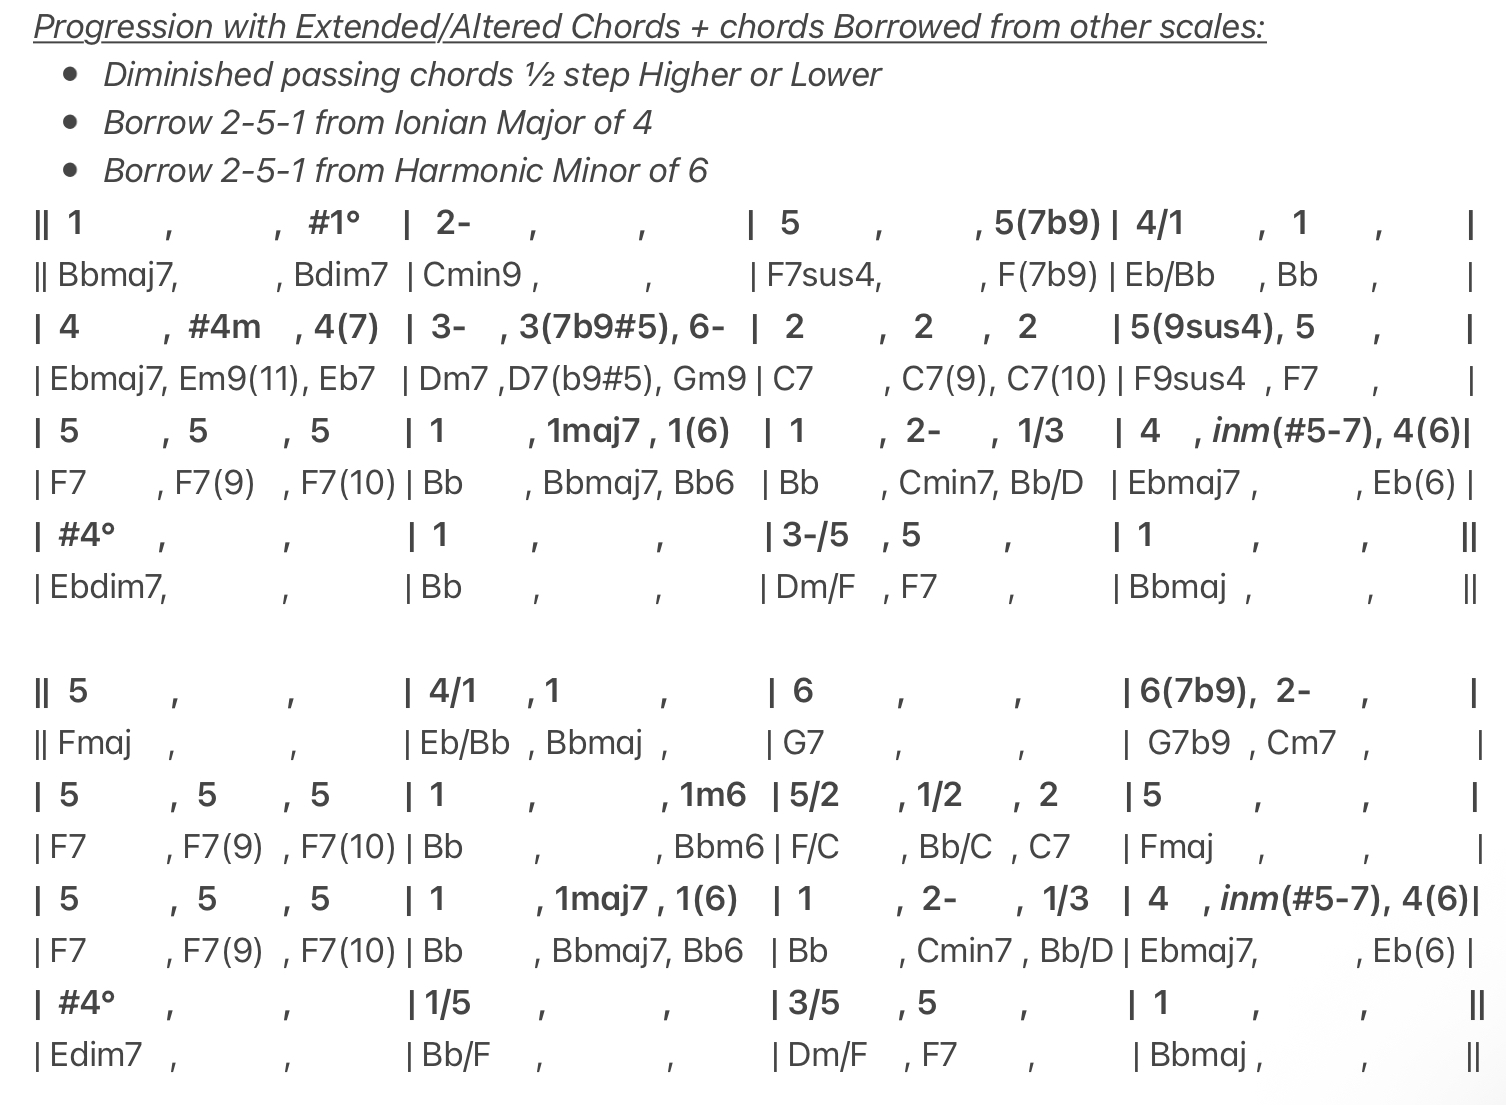 Progression with Extended/Altered Chords + chords Borrowed from other scales:
• Diminished passing chords ½ step Higher or Lower
• Borrow 2-5-1 from Ionian Major of 4
• Borrow 2-5-1 from Harmonic Minor of 6
|| 1 , , #1° | 2- , , | 5 , , 5(7b9) | 4/1 , 1 , |
|| Bbmaj7, , Bdim7 | Cmin9 , , | F7sus4, , F(7b9) | Eb/Bb , Bb , |
| 4 , #4m , 4(7) | 3- , 3(7b9#5), 6- | 2 , 2 , 2 | 5(9sus4), 5 , |
| Ebmaj7, Em9(11), Eb7 | Dm7 ,D7(b9#5), Gm9 | C7 , C7(9), C7(10) | F9sus4 , F7 , |
| 5 , 5 , 5 | 1 , 1maj7 , 1(6) | 1 , 2- , 1/3 | 4 , inm(#5-7), 4(6)|
| F7 , F7(9) , F7(10) | Bb , Bbmaj7, Bb6 | Bb , Cmin7, Bb/D | Ebmaj7 , , Eb(6) |
| #4° , , | 1 , , | 3-/5 , 5 , | 1 , , ||
| Ebdim7, , | Bb , , | Dm/F , F7 , | Bbmaj , , ||
|| 5 , , | 4/1 , 1 , | 6 , , | 6(7b9), 2- , |
|| Fmaj , , | Eb/Bb , Bbmaj , | G7 , , | G7b9 , Cm7 , |
| 5 , 5 , 5 | 1 , , 1m6 | 5/2 , 1/2 , 2 | 5 , , |
| F7 , F7(9) , F7(10) | Bb , , Bbm6 | F/C , Bb/C , C7 | Fmaj , , |
| 5 , 5 , 5 | 1 , 1maj7 , 1(6) | 1 , 2- , 1/3 | 4 , inm(#5-7), 4(6)|
| F7 , F7(9) , F7(10) | Bb , Bbmaj7, Bb6 | Bb , Cmin7 , Bb/D | Ebmaj7, , Eb(6) |
| #4° , , | 1/5 , , | 3/5 , 5 , | 1 , , ||
| Edim7 , , | Bb/F , , | Dm/F , F7 , | Bbmaj , , ||